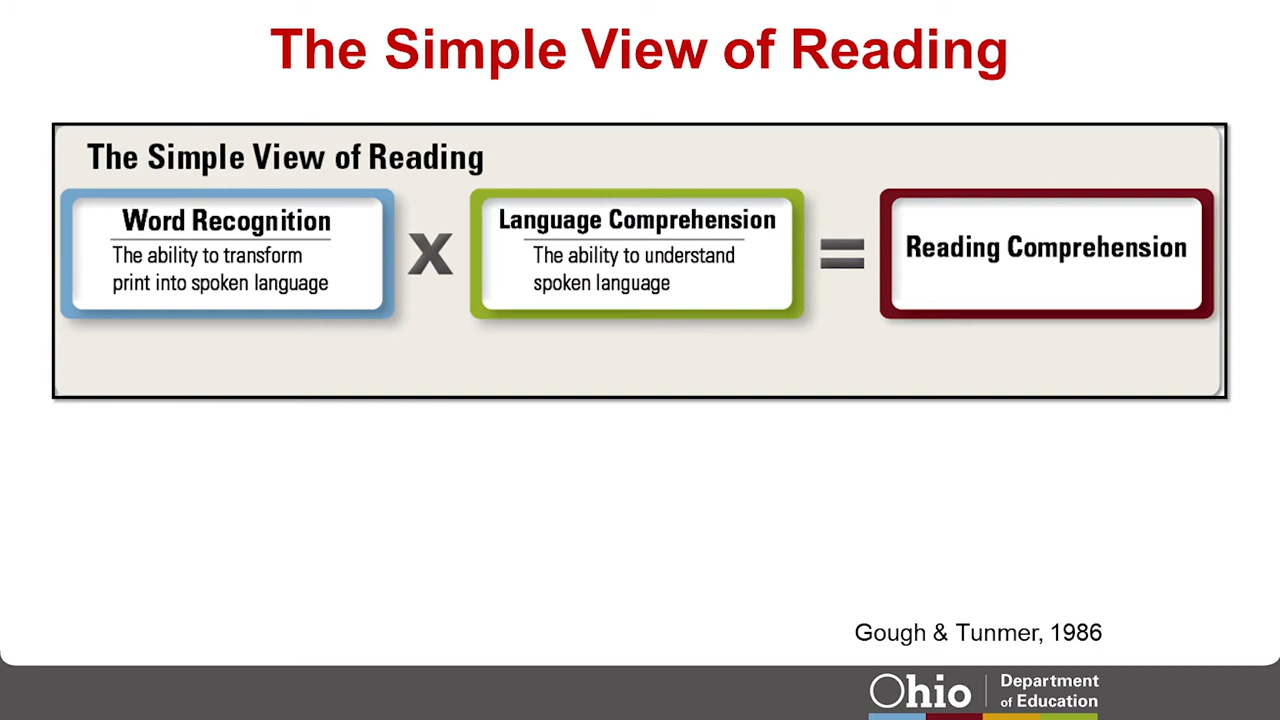 The Simple View of Reading
The Simple View of Reading
Word Recognition
The ability to transform
print into spoken language
X
Language Comprehension
The ability to understand
spoken language
=
Reading Comprehension
Gough & Tunmer, 1986
Ohio
Department
of Education